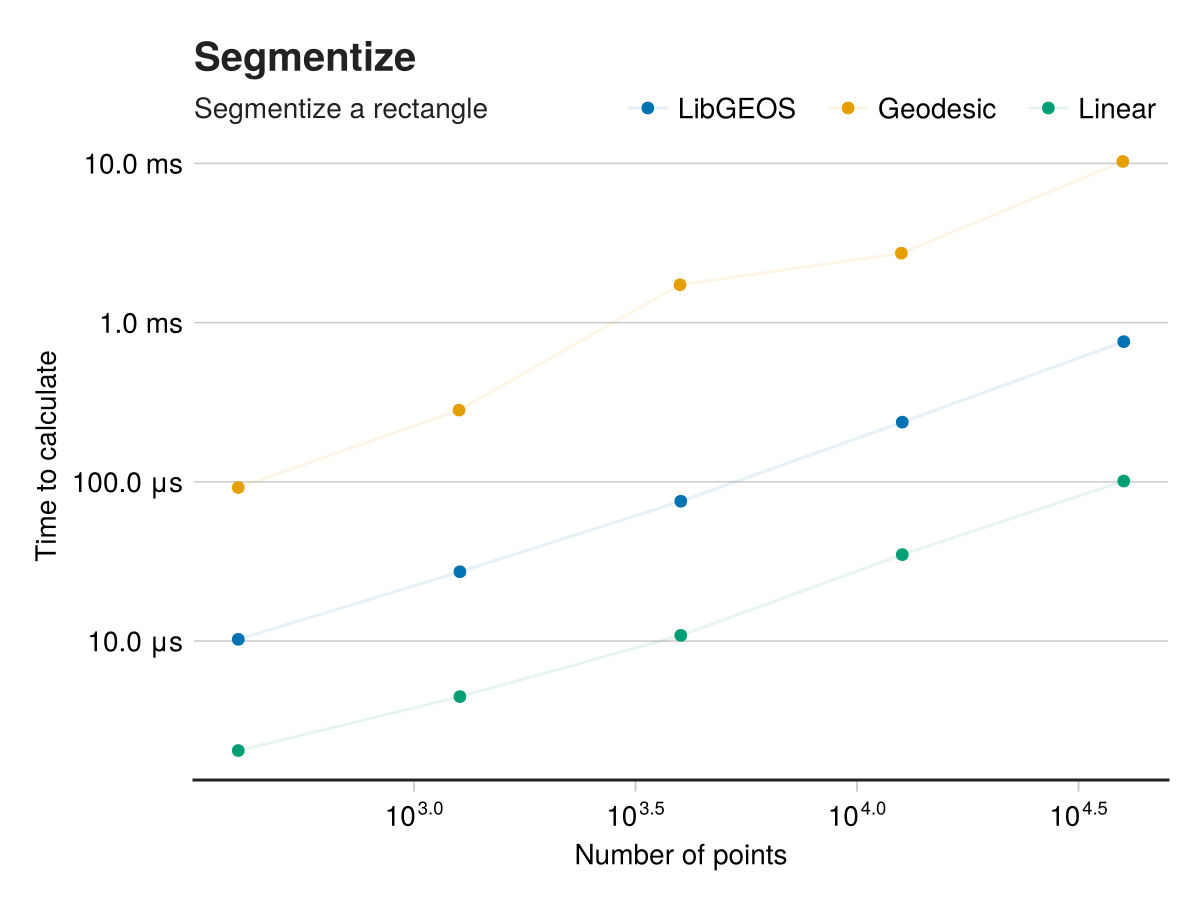 Segmentize
Segmentize a rectangle
LibGEOS Geodesic Linear
10.0 ms
1.0 ms
100.0 µs
10.0 µs
Time to calculate
10^3.0 10^3.5 10^4.0 10^4.5
Number of points